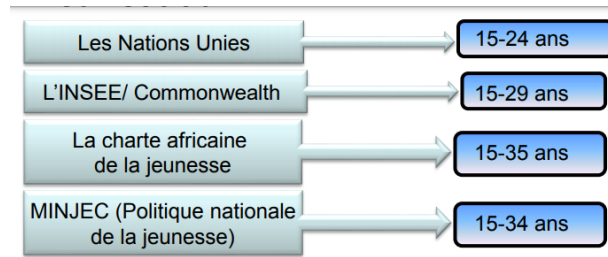 Les Nations Unies
15-24 ans
L'INSEE/ Commonwealth
15-29 ans
La charte africaine
de la jeunesse
15-35 ans
MINJEC (Politique nationale
de la jeunesse)
15-34 ans